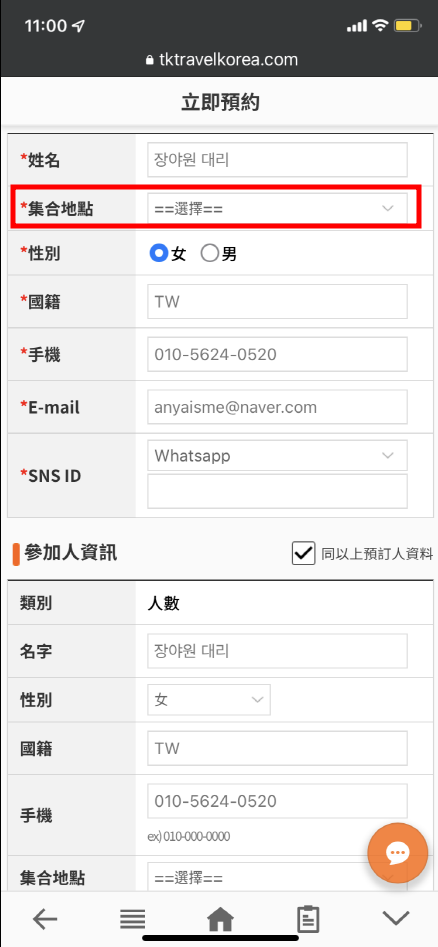 11:00
tktravelkorea.com
立即預約
*姓名
장야원 대리
*集合地點
==選擇==
*性別
女 男
*國籍
TW
*手機
010-5624-0520
*E-mail
anyaisme@naver.com
*SNS ID
Whatsapp
參加人資訊
同以上預訂人資料
類別
人數
名字
장야원 대리
性別
女
國籍
TW
手機
010-5624-0520
ex) 010-000-0000
集合地點
==選擇==